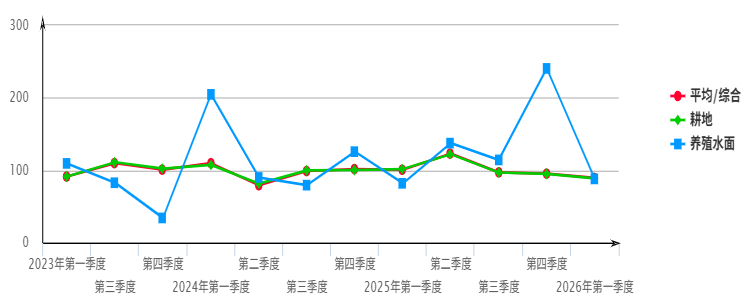 300
200
100
0
2023年第一季度
第三季度
第四季度
2024年第一季度
第二季度
第三季度
第四季度
2025年第一季度
第二季度
第三季度
第四季度
2026年第一季度
平均/综合
耕地
养殖水面